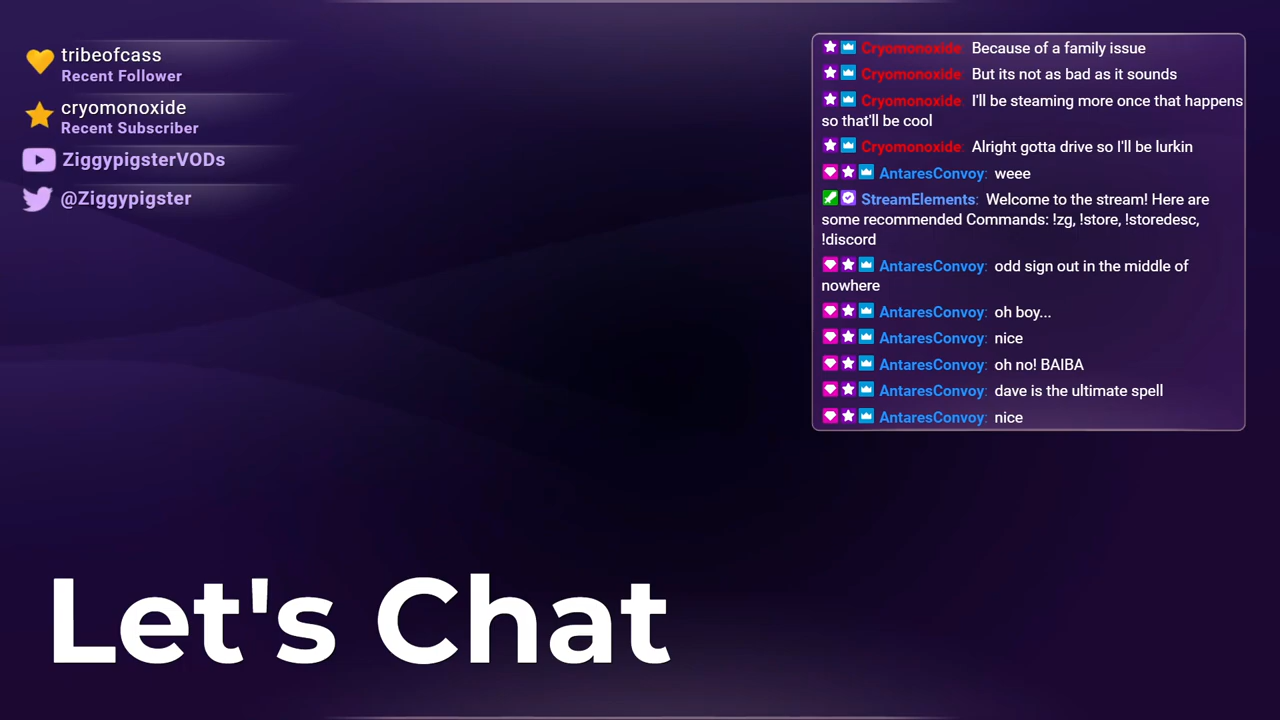 tribeofcass
Recent Follower
cryomonoxide
Recent Subscriber
ZiggypigsterVODs
@Ziggypigster
Cryomonoxide: Because of a family issue
Cryomonoxide: But its not as bad as it sounds
Cryomonoxide: I'll be steaming more once that happens
so that'll be cool
Cryomonoxide: Alright gotta drive so I'll be lurkin
AntaresConvoy: weee
StreamElements: Welcome to the stream! Here are
some recommended Commands: !zg, !store, !storedesc,
!discord
AntaresConvoy: odd sign out in the middle of
nowhere
AntaresConvoy: oh boy...
AntaresConvoy: nice
AntaresConvoy: oh no! BAIBA
AntaresConvoy: dave is the ultimate spell
AntaresConvoy: nice
Let's Chat